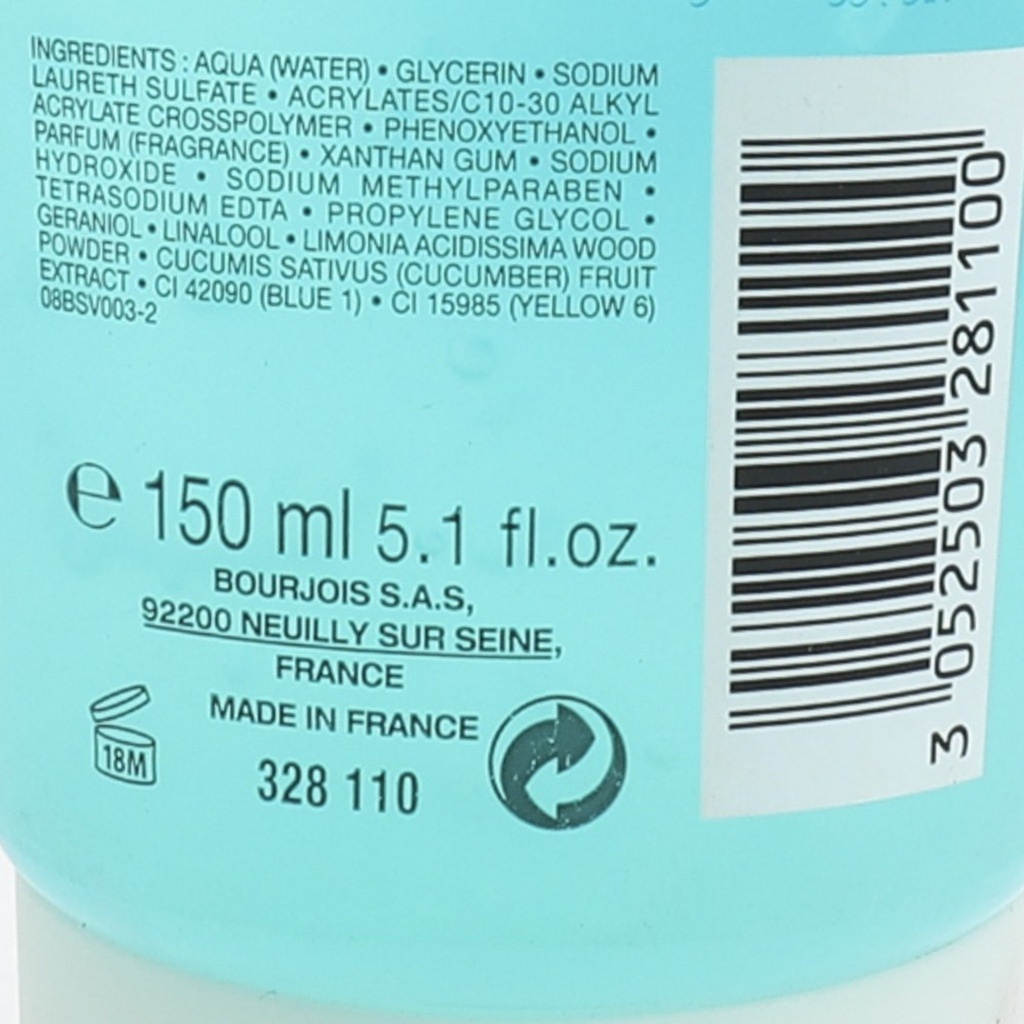 INGREDIENTS : AQUA (WATER) • GLYCERIN • SODIUM
LAURETH SULFATE • ACRYLATES/C10-30 ALKYL
ACRYLATE CROSSPOLYMER • PHENOXYETHANOL •
PARFUM (FRAGRANCE) • XANTHAN GUM • SODIUM
HYDROXIDE • SODIUM METHYLPARABEN •
TETRASODIUM EDTA • PROPYLENE GLYCOL •
GERANIOL • LINALOOL • LIMONIA ACIDISSIMA WOOD
POWDER • CUCUMIS SATIVUS (CUCUMBER) FRUIT
EXTRACT • CI 42090 (BLUE 1) • CI 15985 (YELLOW 6)
08BSV003-2
e 150 ml 5.1 fl.oz.
BOURJOIS S.A.S,
92200 NEUILLY SUR SEINE,
FRANCE
MADE IN FRANCE
18M
328 110
3 052503 281100